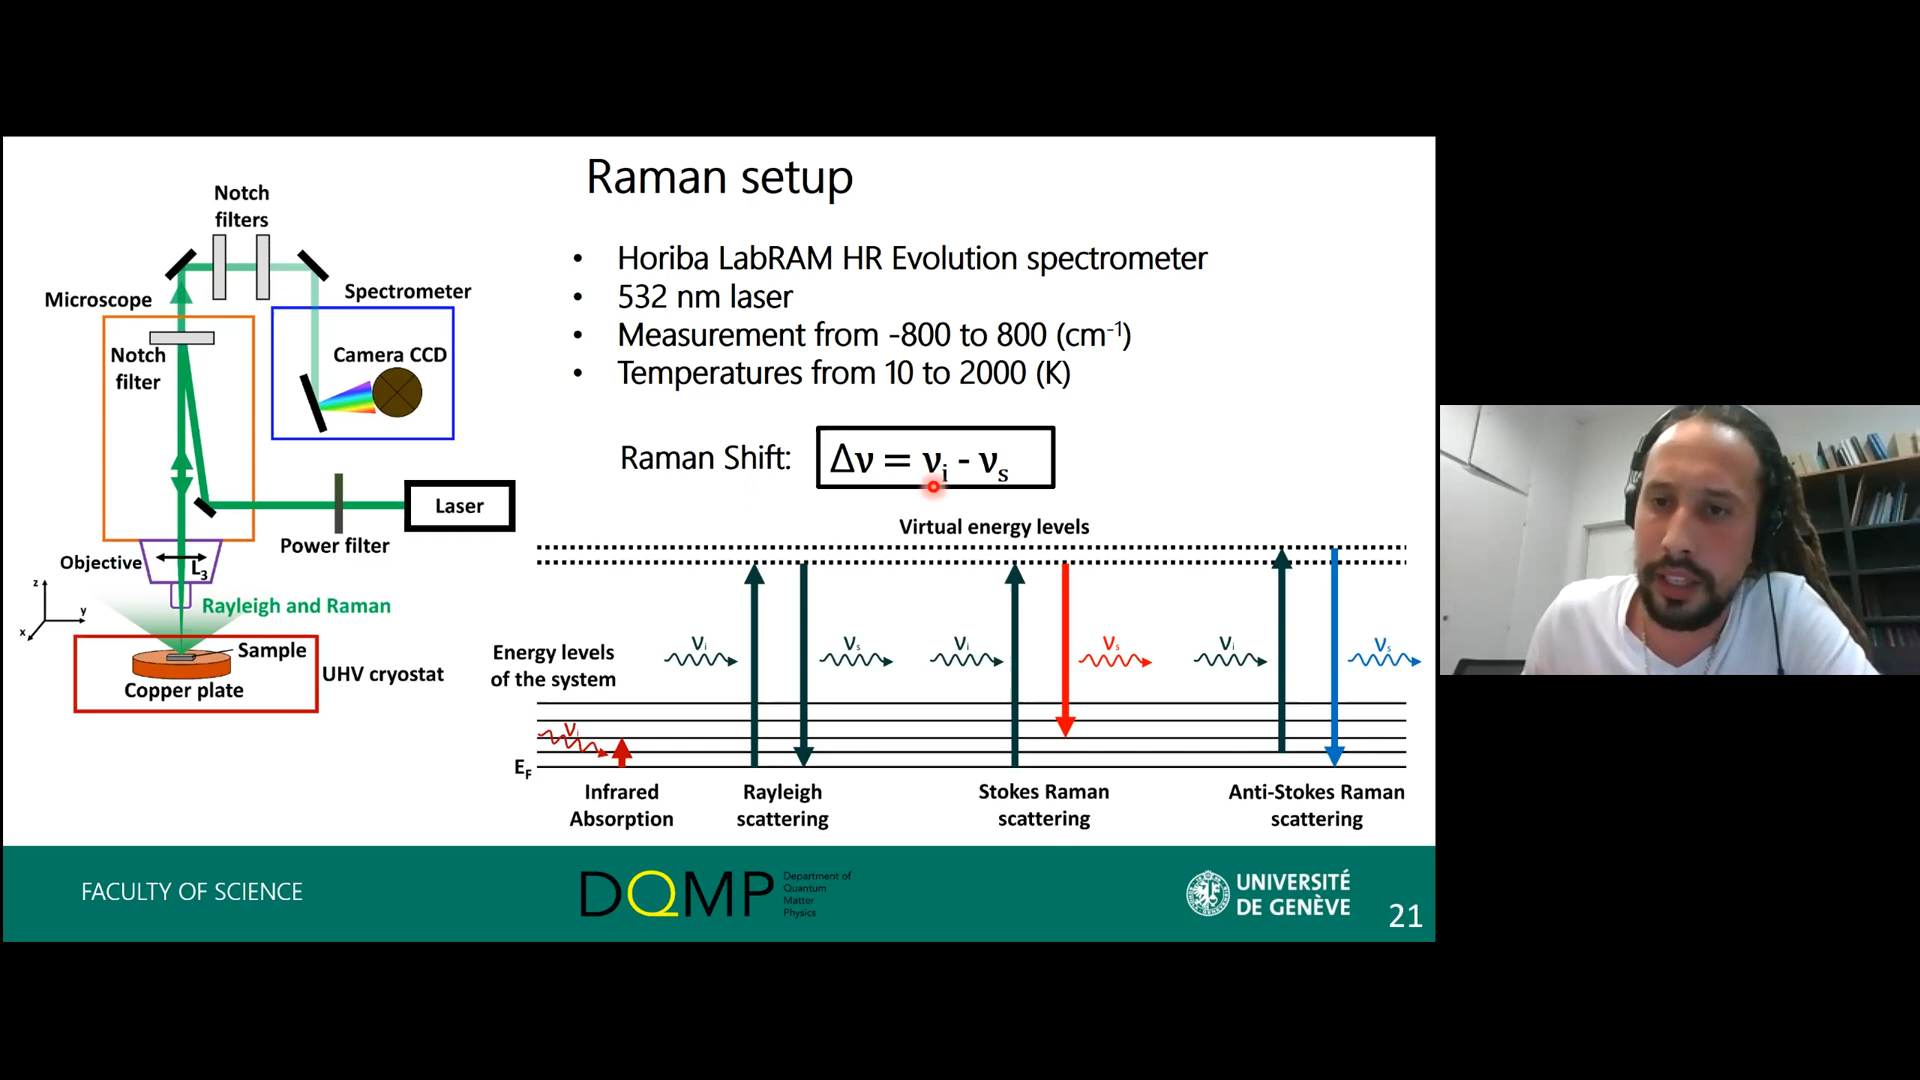 Raman setup
Notch
filters
Microscope
Spectrometer
Notch
filter
Camera CCD
Laser
Power filter
Objective
L3
z
y
x
Rayleigh and Raman
Sample
Copper plate
UHV cryostat
• Horiba LabRAM HR Evolution spectrometer
• 532 nm laser
• Measurement from -800 to 800 (cm⁻¹)
• Temperatures from 10 to 2000 (K)
Raman Shift: Δν = νi - νs
Virtual energy levels
Energy levels
of the system
νi
νs
νi
νs
νi
νs
νi
EF
Infrared
Absorption
Rayleigh
scattering
Stokes Raman
scattering
Anti-Stokes Raman
scattering
FACULTY OF SCIENCE
DQMP
Department of
Quantum
Matter
Physics
UNIVERSITÉ
DE GENÈVE
21